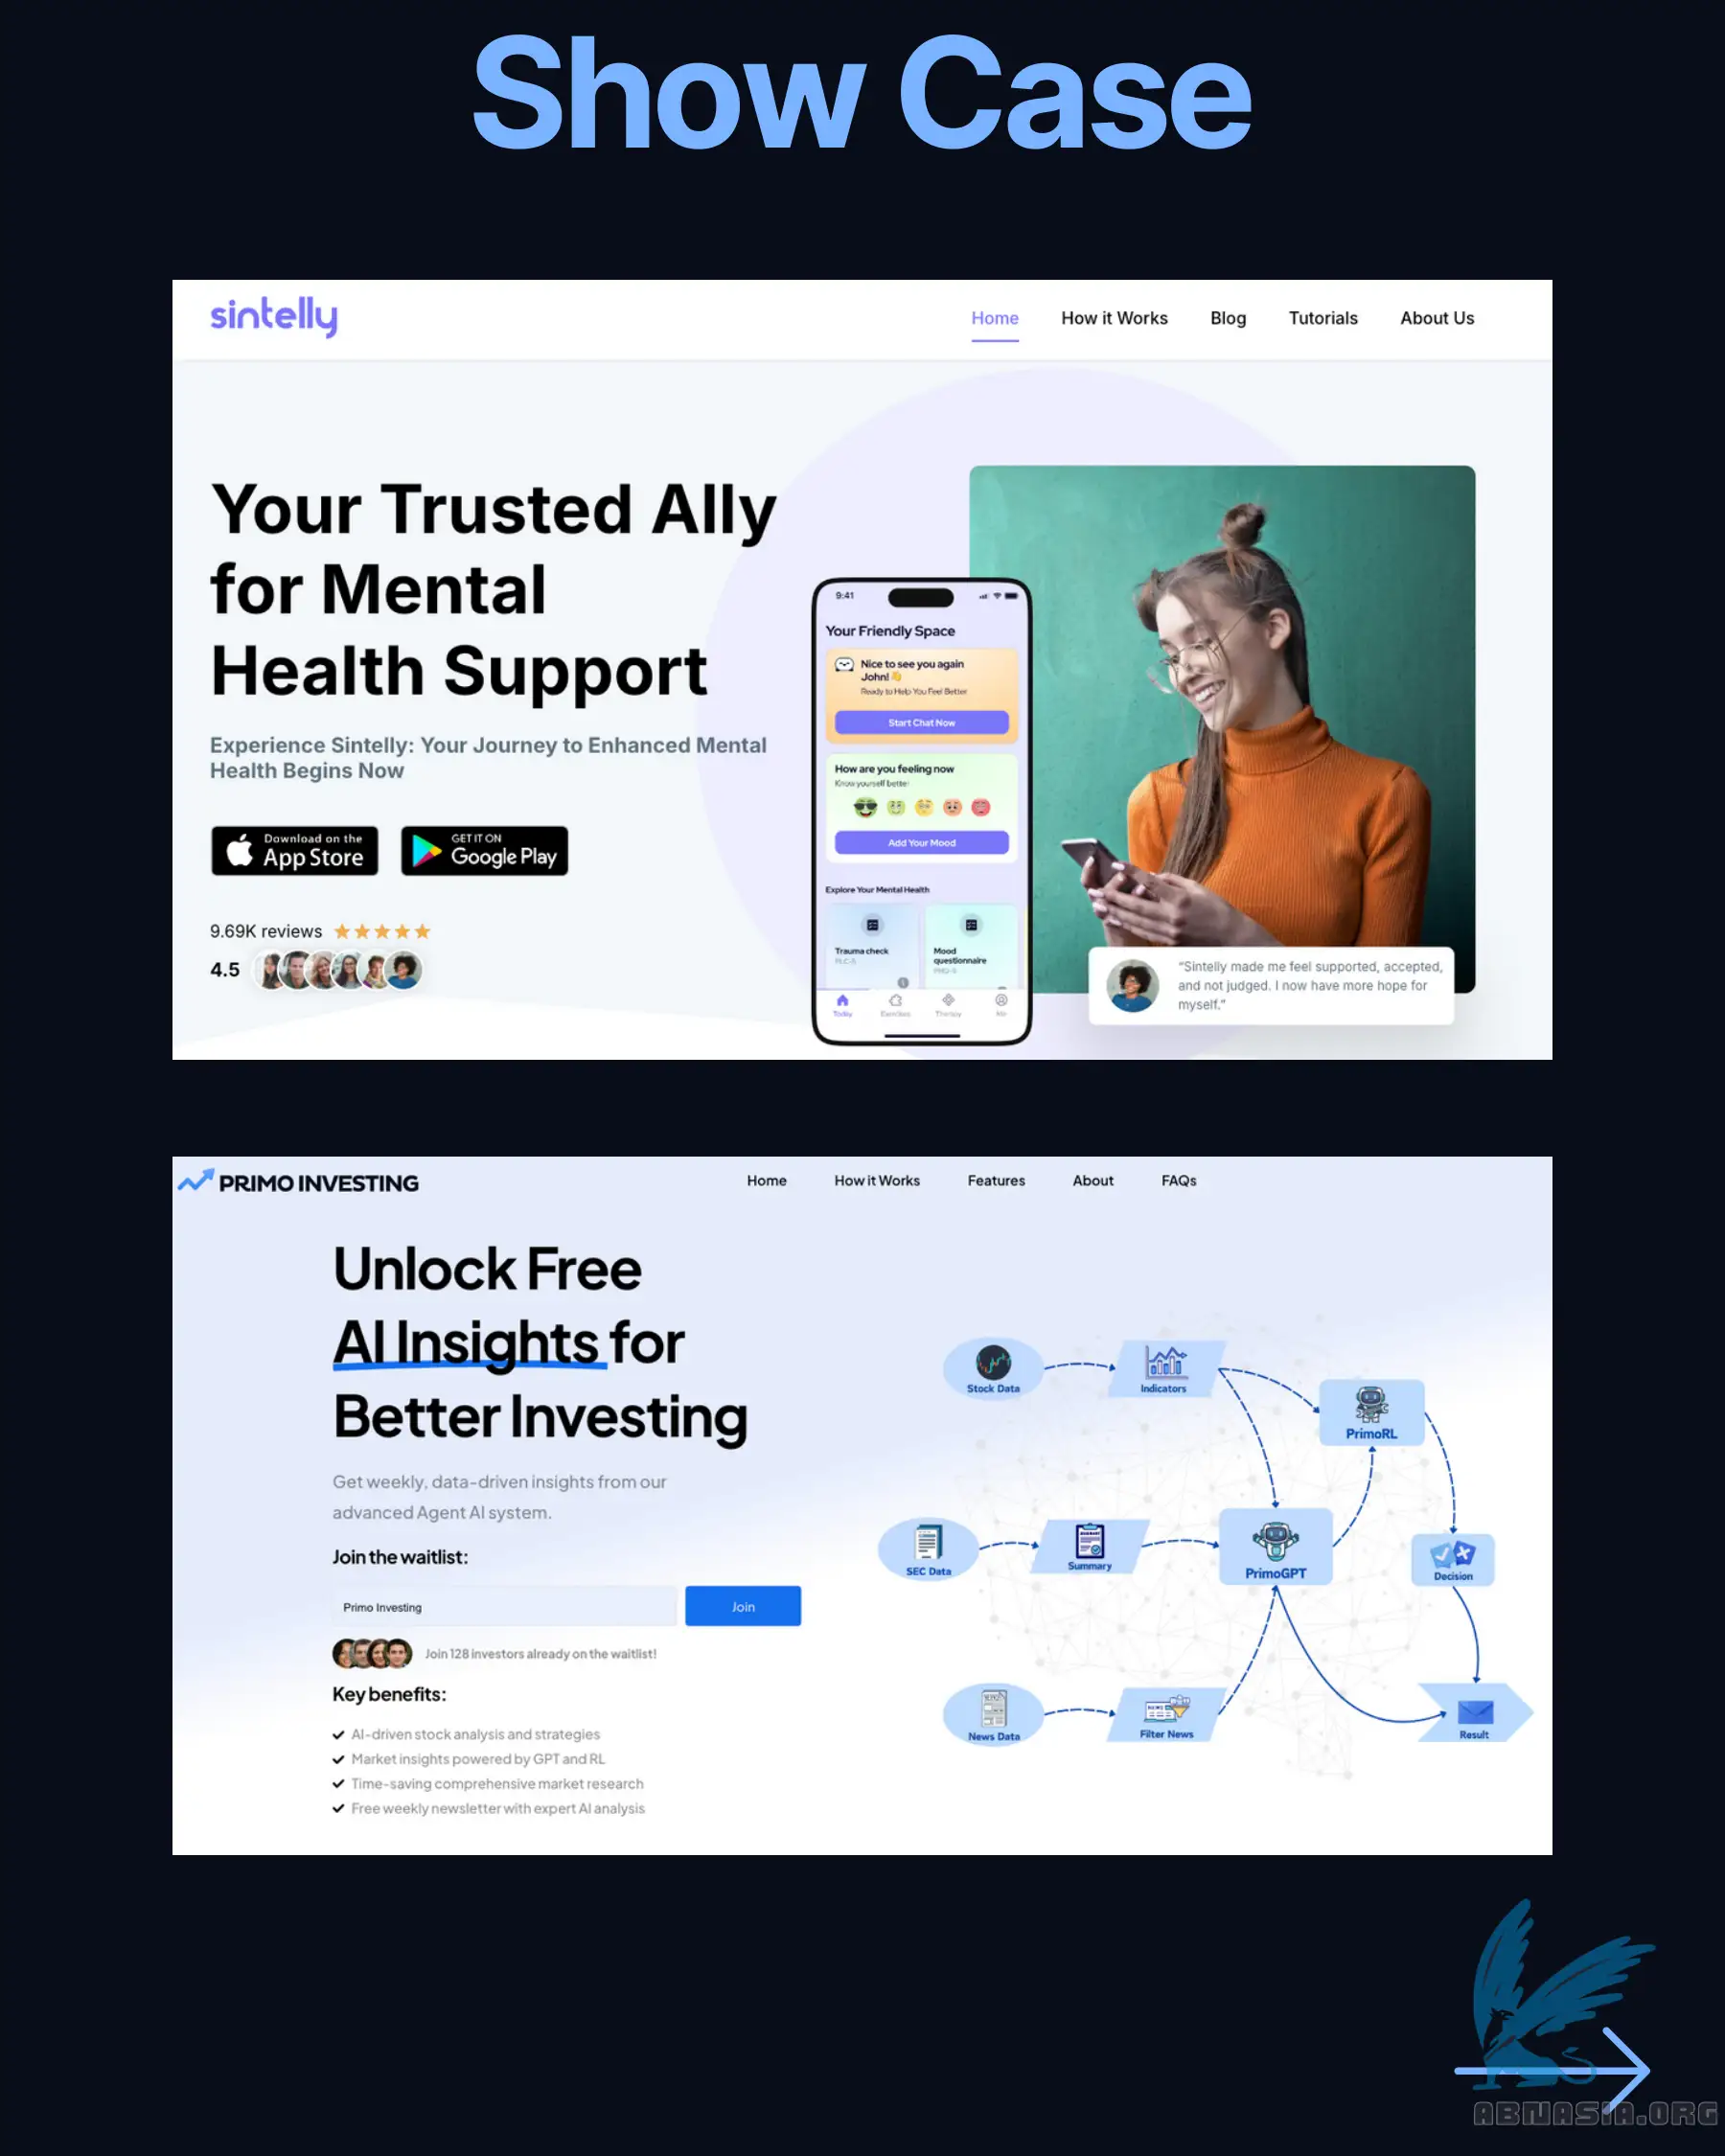 Show Case
sintelly
Home
How it Works
Blog
Tutorials
About Us
Your Trusted Ally
for Mental
Health Support
Experience Sintelly: Your Journey to Enhanced Mental
Health Begins Now
Download on the
App Store
GET IT ON
Google Play
9.69K reviews
4.5
9:41
Your Friendly Space
Nice to see you again
John!
Ready to Help You Feel Better
Start Chat Now
How are you feeling now
Know yourself better
Add Your Mood
Explore Your Mental Health
Trauma check
Mood
questionnaire
Today
Exercises
Therapy
Me
“Sintelly made me feel supported, accepted,
and not judged. I now have more hope for
myself.”
PRIMO INVESTING
Home
How it Works
Features
About
FAQs
Unlock Free
AI Insights for
Better Investing
Get weekly, data-driven insights from our
advanced Agent AI system.
Join the waitlist:
Primo Investing
Join
Join 128 investors already on the waitlist!
Key benefits:
AI-driven stock analysis and strategies
Market insights powered by GPT and RL
Time-saving comprehensive market research
Free weekly newsletter with expert AI analysis
Stock Data
Indicators
PrimoRL
SEC Data
Summary
PrimoGPT
Decision
News Data
Filter News
Result
ABNASIA.ORG